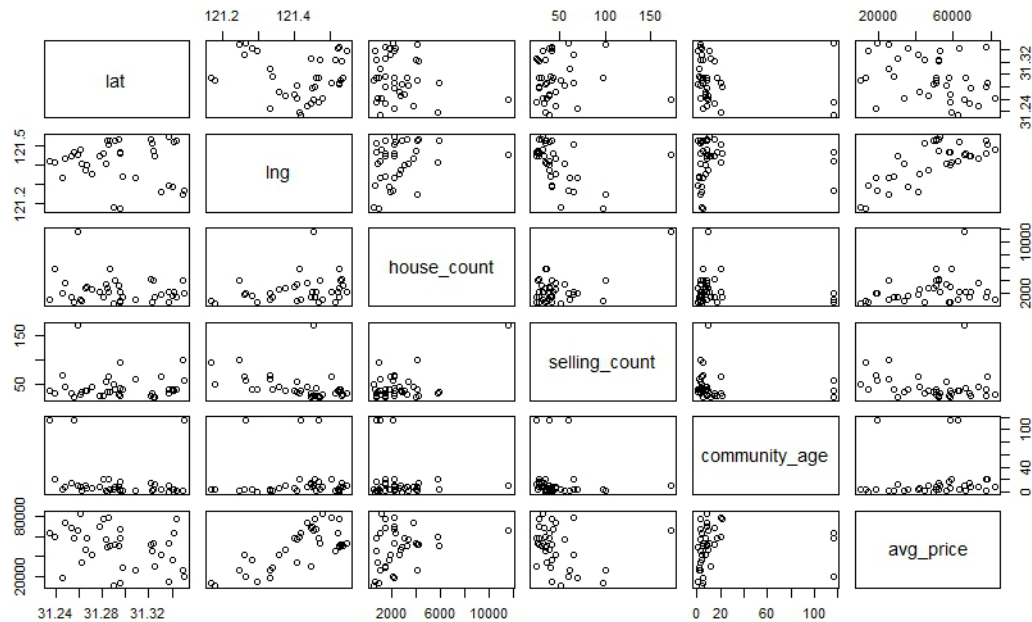 121.2 121.4 50 100 150 20000 60000
lat
31.24 31.32
121.2 121.5
lng
house_count
2000 10000
50 150
selling_count
community_age
0 40 100
20000 80000
avg_price
31.24 31.28 31.32 2000 6000 10000 0 20 60 100